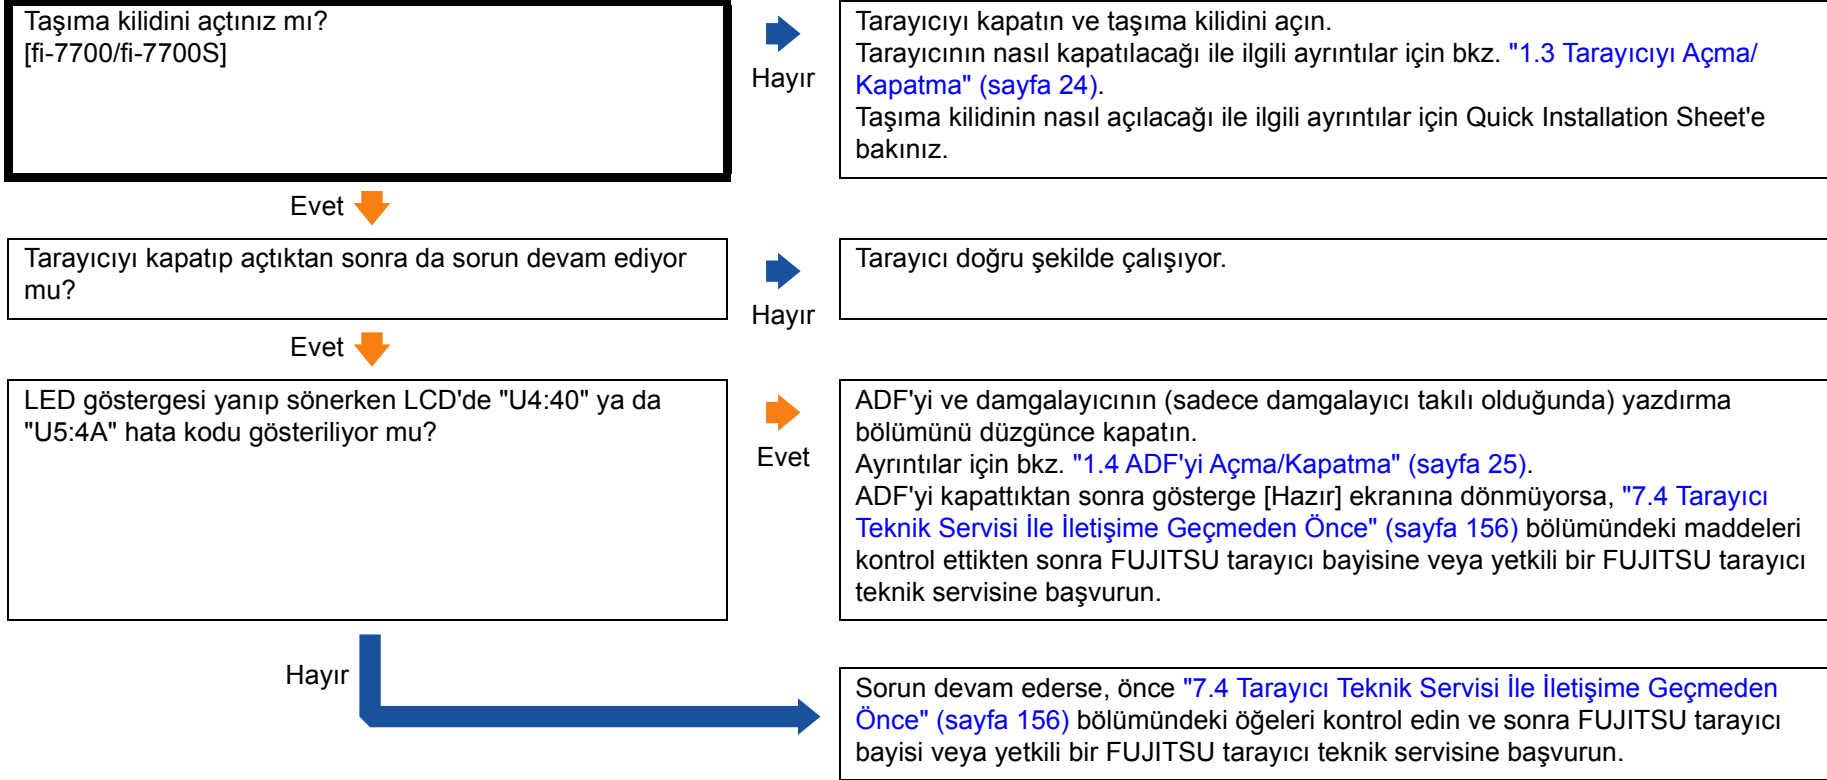 Taşıma kilidini açtınız mı?
[fi-7700/fi-7700S]
Hayır
Tarayıcıyı kapatın ve taşıma kilidini açın.
Tarayıcının nasıl kapatılacağı ile ilgili ayrıntılar için bkz. "1.3 Tarayıcıyı Açma/
Kapatma" (sayfa 24).
Taşıma kilidinin nasıl açılacağı ile ilgili ayrıntılar için Quick Installation Sheet'e
bakınız.
Evet
Tarayıcıyı kapatıp açtıktan sonra da sorun devam ediyor
mu?
Hayır
Tarayıcı doğru şekilde çalışıyor.
Evet
LED göstergesi yanıp sönerken LCD'de "U4:40" ya da
"U5:4A" hata kodu gösteriliyor mu?
Evet
ADF'yi ve damgalayıcının (sadece damgalayıcı takılı olduğunda) yazdırma
bölümünü düzgünce kapatın.
Ayrıntılar için bkz. "1.4 ADF'yi Açma/Kapatma" (sayfa 25).
ADF'yi kapattıktan sonra gösterge [Hazır] ekranına dönmüyorsa, "7.4 Tarayıcı
Teknik Servisi İle İletişime Geçmeden Önce" (sayfa 156) bölümündeki maddeleri
kontrol ettikten sonra FUJITSU tarayıcı bayisine veya yetkili bir FUJITSU tarayıcı
teknik servisine başvurun.
Hayır
Sorun devam ederse, önce "7.4 Tarayıcı Teknik Servisi İle İletişime Geçmeden
Önce" (sayfa 156) bölümündeki öğeleri kontrol edin ve sonra FUJITSU tarayıcı
bayisi veya yetkili bir FUJITSU tarayıcı teknik servisine başvurun.